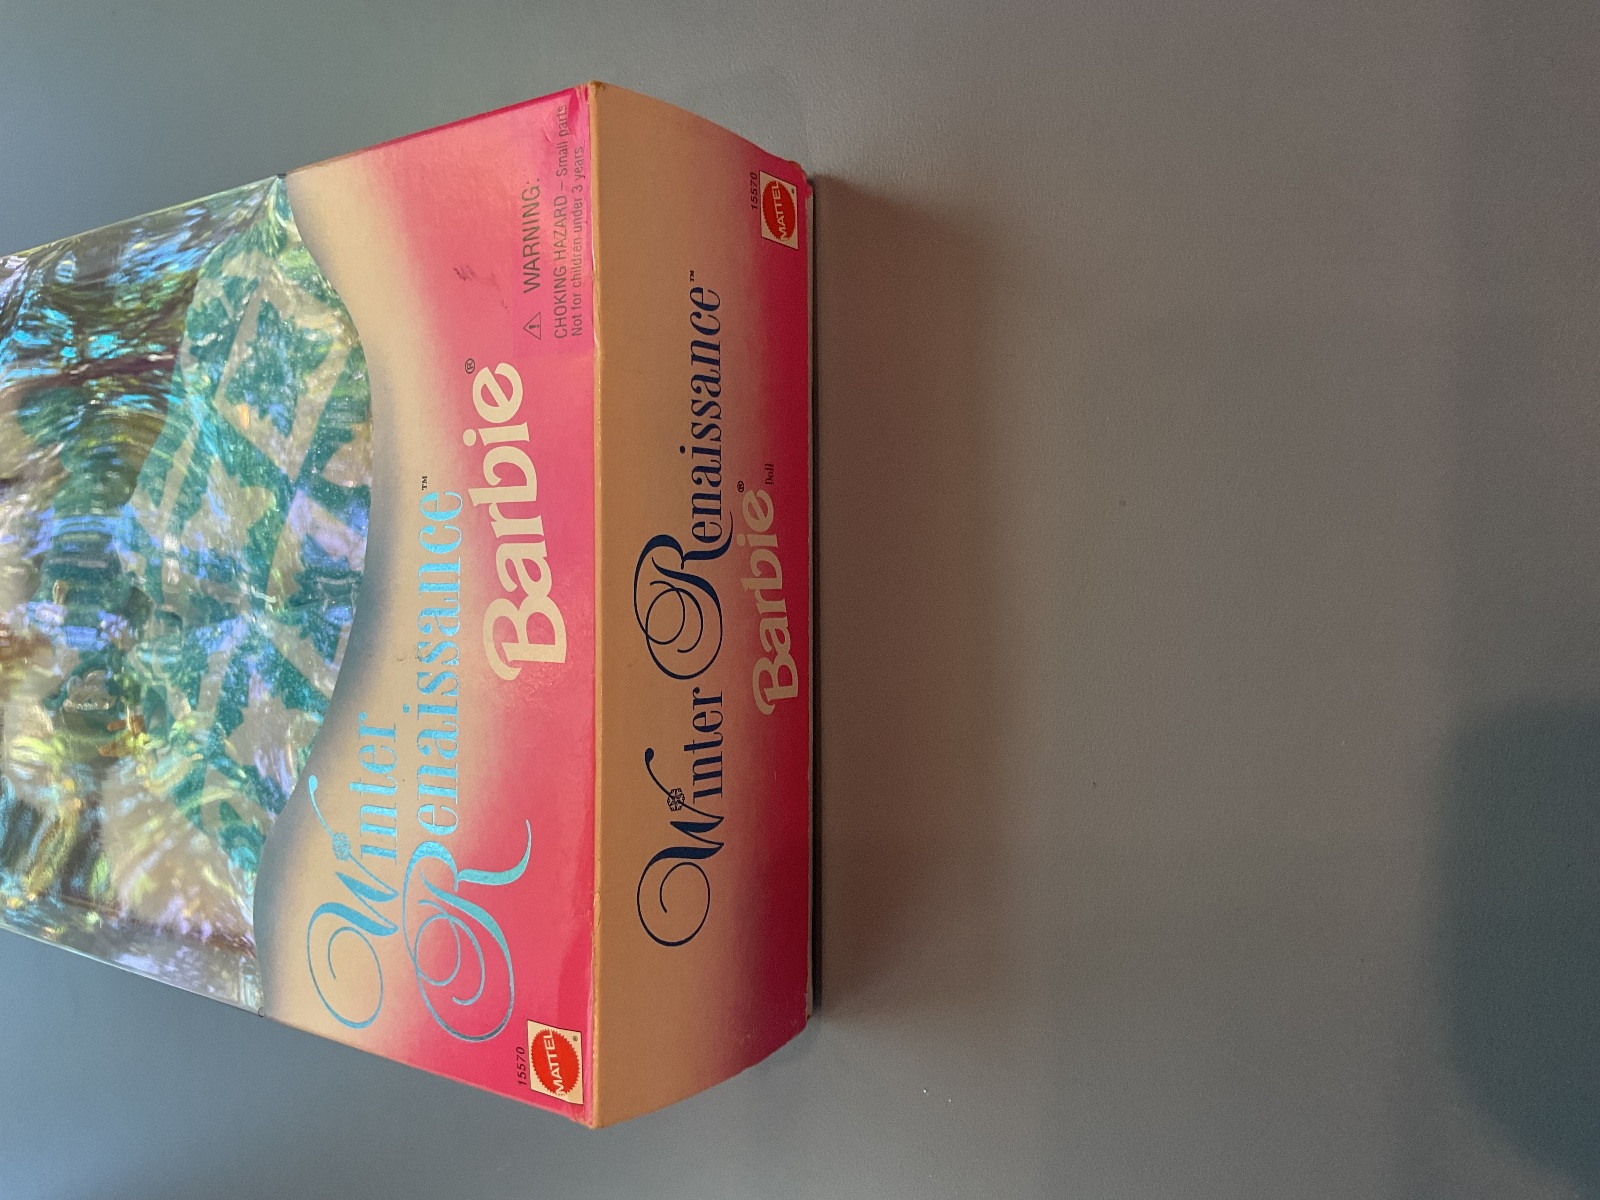 Winter
Renaissance™
Barbie®
⚠ WARNING:
CHOKING HAZARD – Small parts
Not for children under 3 years
15570
MATTEL
®
Winter Renaissance™
Barbie®
Doll
15570
MATTEL
®